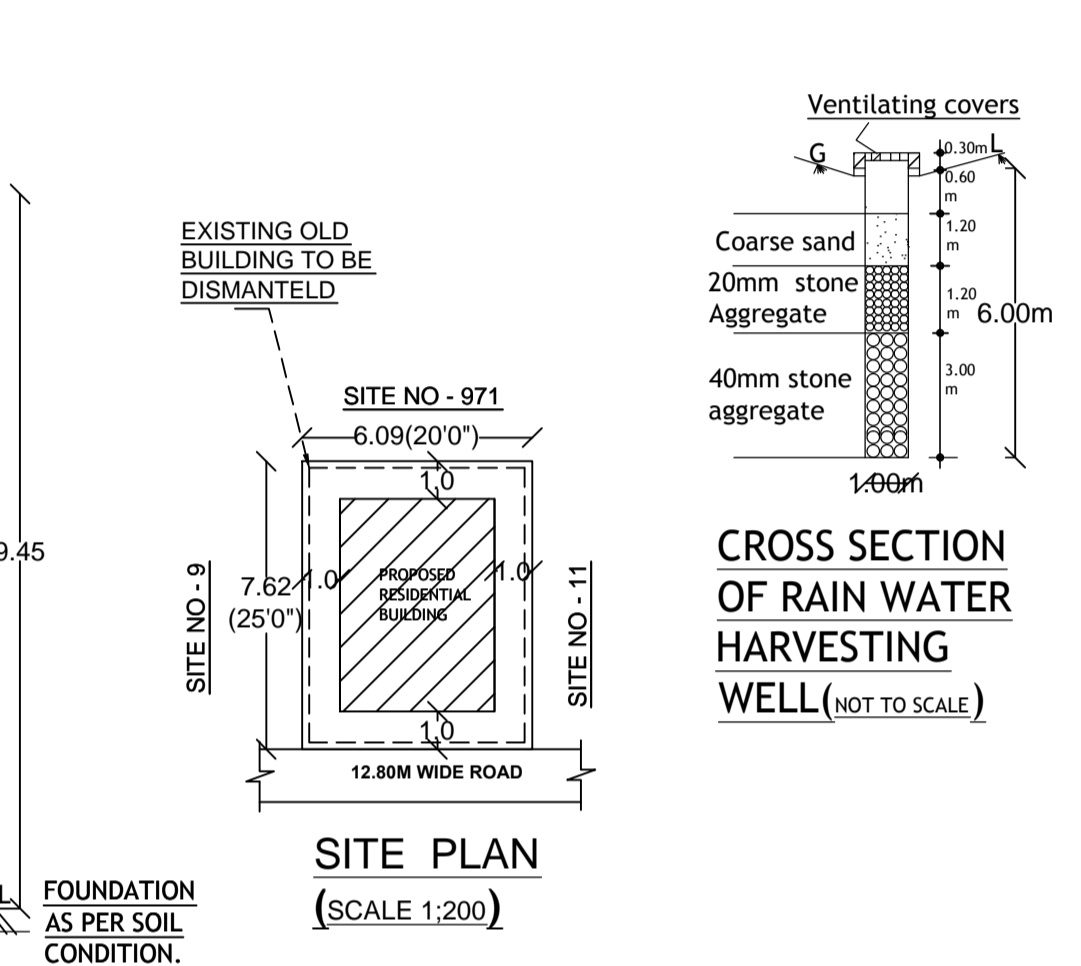 9.45
FOUNDATION
AS PER SOIL
CONDITION.
EXISTING OLD
BUILDING TO BE
DISMANTELD
SITE NO - 971
6.09(20'0")
1.0
SITE NO - 9
7.62
(25'0")
1.0
PROPOSED
RESIDENTIAL
BUILDING
1.0
SITE NO - 11
1.0
12.80M WIDE ROAD
SITE PLAN
(SCALE 1;200)
Ventilating covers
G
L
0.30m
0.60
m
Coarse sand
1.20
m
20mm stone
Aggregate
1.20
m
6.00m
40mm stone
aggregate
3.00
m
1.00m
CROSS SECTION
OF RAIN WATER
HARVESTING
WELL(NOT TO SCALE)